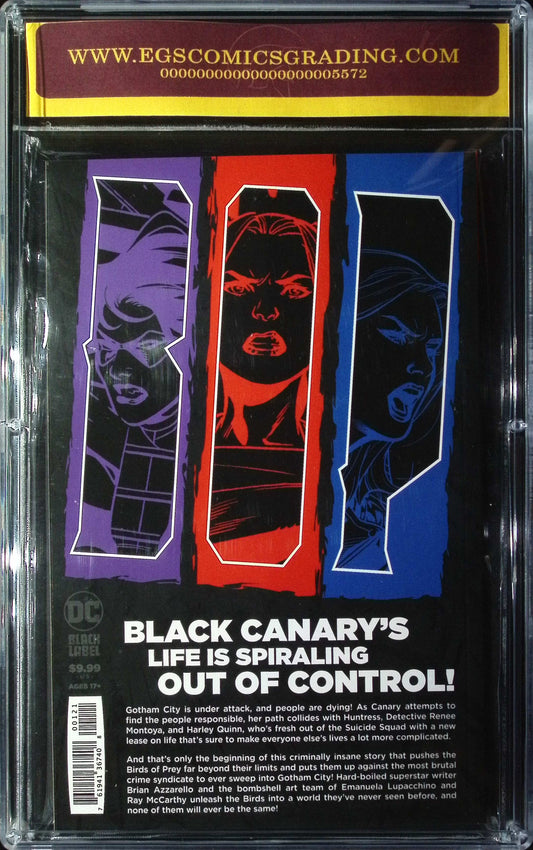 WWW.EGSCOMICSGRADING.COM
000000000000000000005572
DC
BLACK
LABEL
$9.99
US
AGES 17+
BLACK CANARY'S
LIFE IS SPIRALING
OUT OF CONTROL!
Gotham City is under attack, and people are dying! As Canary attempts to
find the people responsible, her path collides with Huntress, Detective Renee
Montoya, and Harley Quinn, who's fresh out of the Suicide Squad with a new
lease on life that's sure to make everyone else's lives a lot more complicated.
And that's only the beginning of this criminally insane story that pushes the
Birds of Prey far beyond their limits and puts them up against the most brutal
crime syndicate to ever sweep into Gotham City! Hard-boiled superstar writer
Brian Azzarello and the bombshell art team of Emanuela Lupacchino and
Ray McCarthy unleash the Birds into a world they've never seen before, and
none of them will ever be the same!
00121
7 61941 36740 8